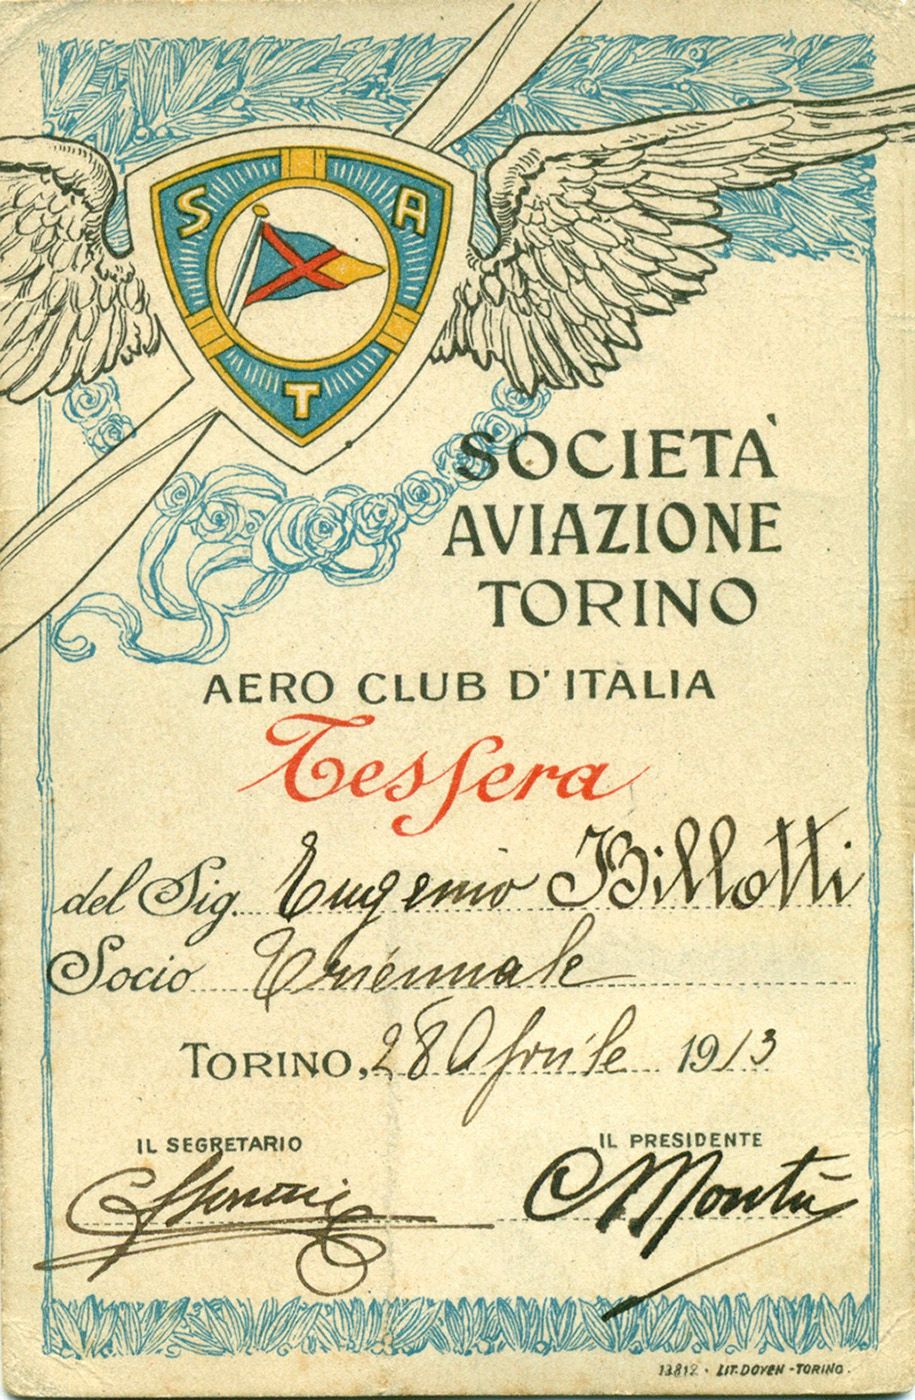 S A T
SOCIETÀ
AVIAZIONE
TORINO
AERO CLUB D'ITALIA
Tessera
del Sig. Eugenio Billotti
Socio Triennale
TORINO, 28 Aprile 1913
IL SEGRETARIO
IL PRESIDENTE
C Montù
13812 · LIT. DOYEN - TORINO.